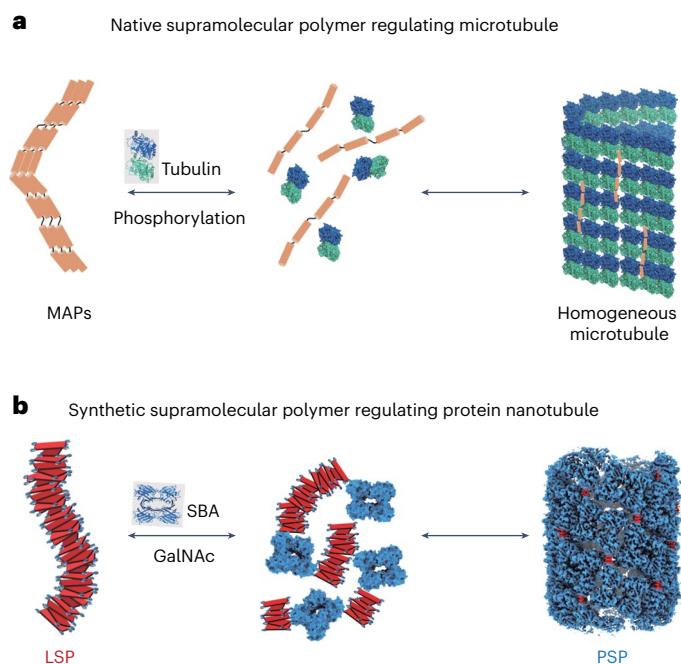 a
Native supramolecular polymer regulating microtubule
Tubulin
Phosphorylation
MAPs
Homogeneous
microtubule
b
Synthetic supramolecular polymer regulating protein nanotubule
SBA
GalNAc
LSP
PSP